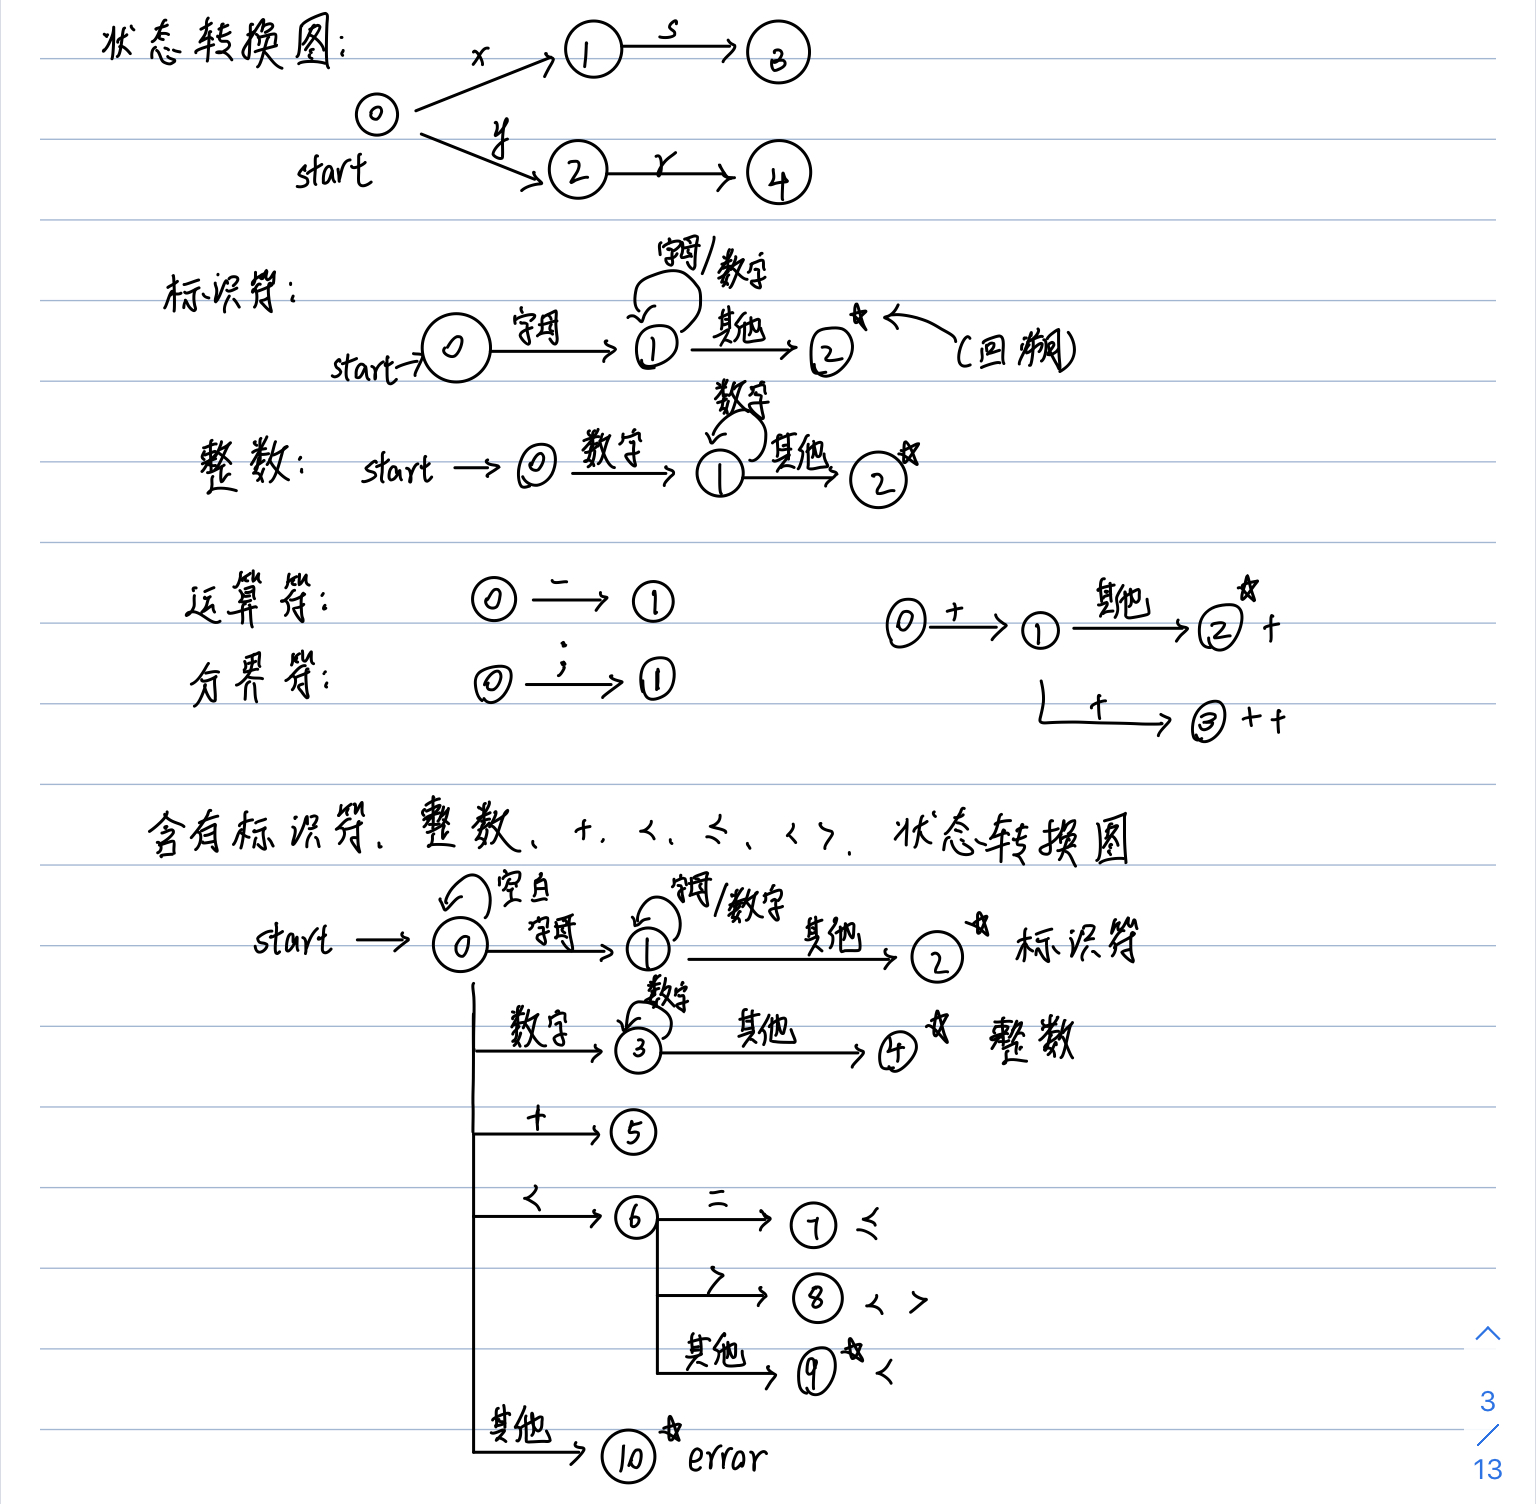 状态转换图:
x 1 s 3
0
start y 2 r 4
字母/数字
标识符: start 0 字母 1 其他 2 ☆ (回溯)
数字
整数: start 0 数字 1 其他 2 ☆
运算符: 0 - 1
0 + 1 其他 2 ☆ +
分界符: 0 ; 1
+ 3 ++
含有标识符、整数、+、<、≤、<>、状态转换图
空白 字母/数字
start 0 字母 1 其他 2 ☆ 标识符
数字
数字 3 其他 4 ☆ 整数
+ 5
< 6 = 7 ≤
> 8 < >
其他 9 ☆ <
其他 10 ☆ error
3
/
13